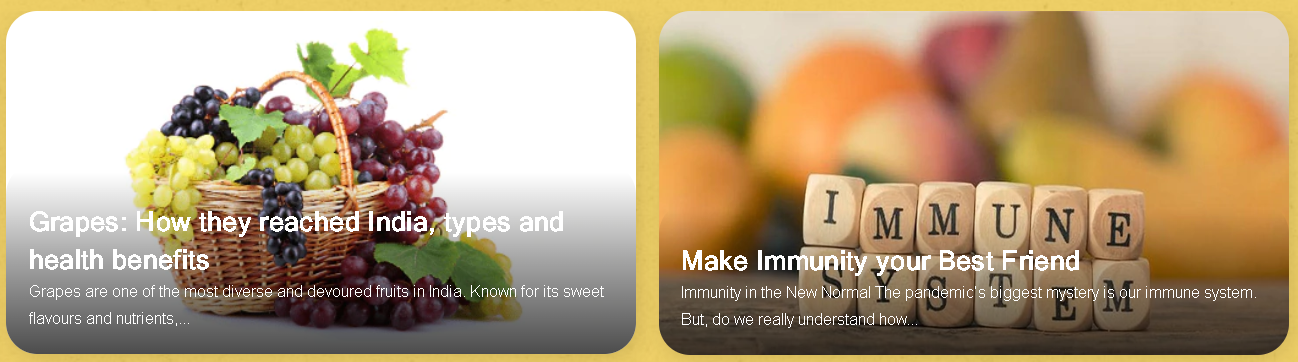 Grapes: How they reached India, types and
health benefits
Grapes are one of the most diverse and devoured fruits in India. Known for its sweet
flavours and nutrients,...
IMMUNE
SYSTEM
Make Immunity your Best Friend
Immunity in the New Normal The pandemic's biggest mystery is our immune system.
But, do we really understand how...